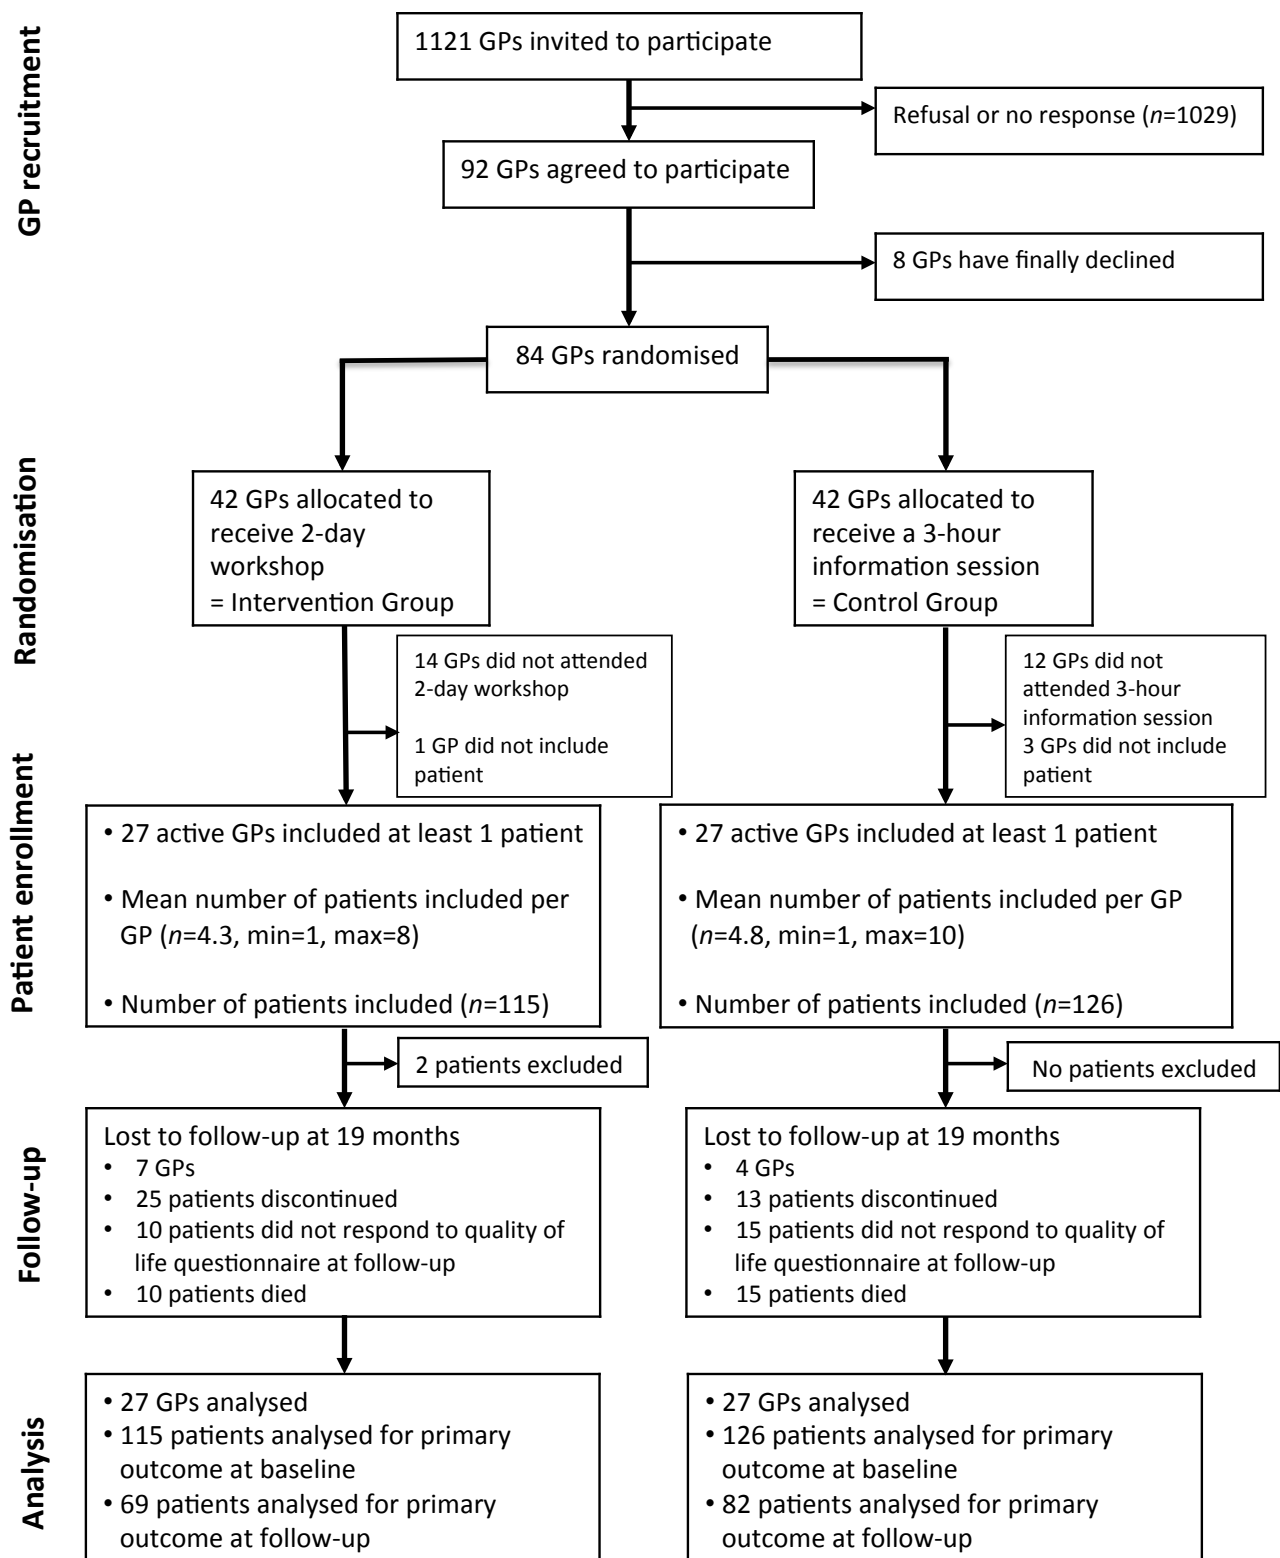 GP recruitment
1121 GPs invited to participate
Refusal or no response (n=1029)
92 GPs agreed to participate
8 GPs have finally declined
84 GPs randomised
Randomisation
42 GPs allocated to
receive 2-day
workshop
= Intervention Group
42 GPs allocated to
receive a 3-hour
information session
= Control Group
14 GPs did not attended
2-day workshop
1 GP did not include
patient
12 GPs did not
attended 3-hour
information session
3 GPs did not include
patient
Patient enrollment
• 27 active GPs included at least 1 patient
• Mean number of patients included per
GP (n=4.3, min=1, max=8)
• Number of patients included (n=115)
• 27 active GPs included at least 1 patient
• Mean number of patients included per GP
(n=4.8, min=1, max=10)
• Number of patients included (n=126)
2 patients excluded
No patients excluded
Follow-up
Lost to follow-up at 19 months
• 7 GPs
• 25 patients discontinued
• 10 patients did not respond to quality of
life questionnaire at follow-up
• 10 patients died
Lost to follow-up at 19 months
• 4 GPs
• 13 patients discontinued
• 15 patients did not respond to quality of
life questionnaire at follow-up
• 15 patients died
Analysis
• 27 GPs analysed
• 115 patients analysed for primary
outcome at baseline
• 69 patients analysed for primary
outcome at follow-up
• 27 GPs analysed
• 126 patients analysed for primary
outcome at baseline
• 82 patients analysed for primary
outcome at follow-up